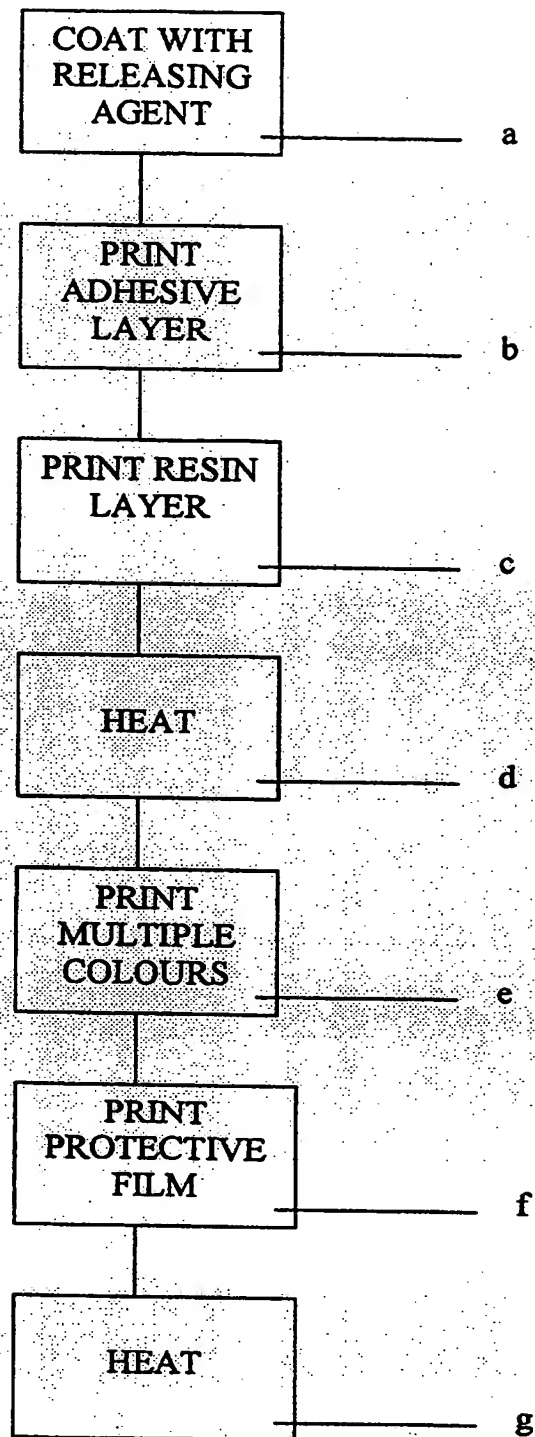 COAT WITH
RELEASING
AGENT
a
PRINT
ADHESIVE
LAYER
b
PRINT RESIN
LAYER
c
HEAT
d
PRINT
MULTIPLE
COLOURS
e
PRINT
PROTECTIVE
FILM
f
HEAT
g